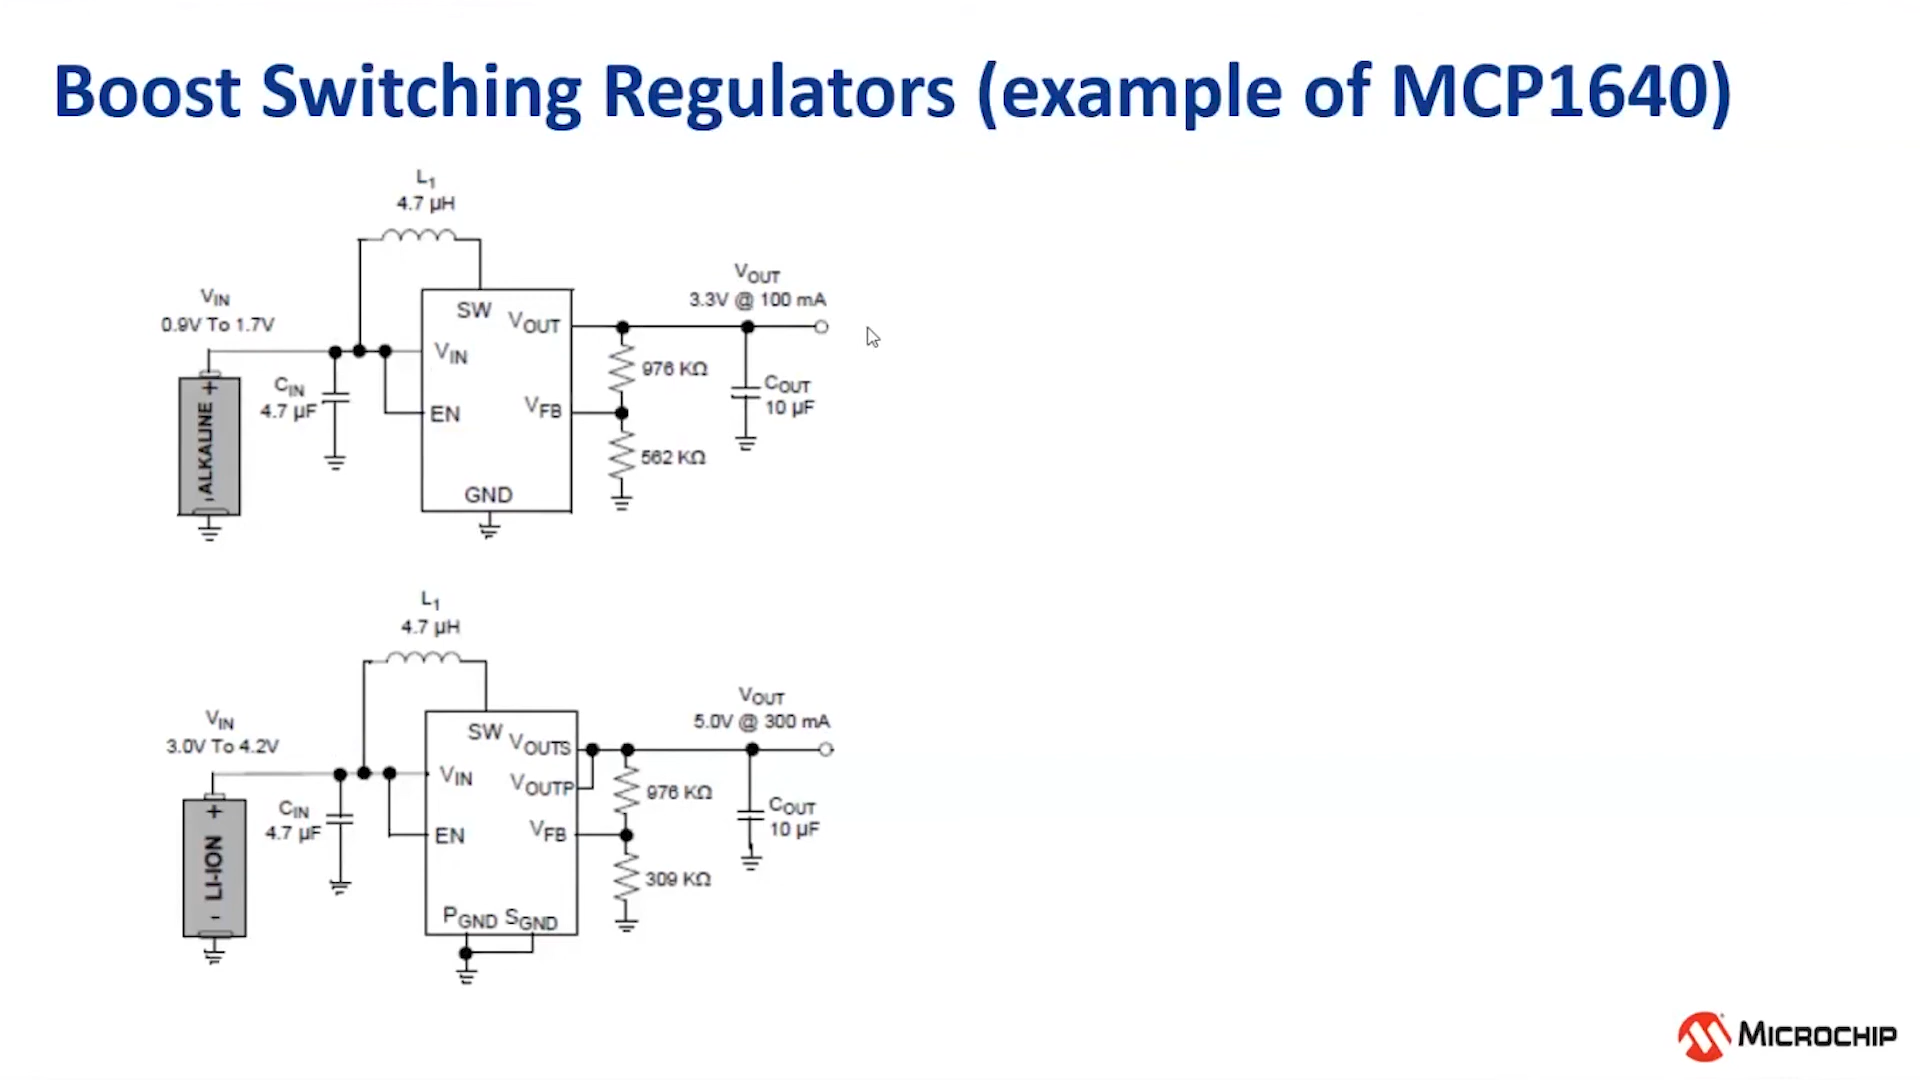 Boost Switching Regulators (example of MCP1640)
L1
4.7 µH
VIN
0.9V To 1.7V
VOUT
3.3V @ 100 mA
SW
VOUT
VIN
976 KΩ
+
ALKALINE
-
CIN
4.7 µF
COUT
10 µF
EN
VFB
562 KΩ
GND
L1
4.7 µH
VIN
3.0V To 4.2V
VOUT
5.0V @ 300 mA
SW
VOUTS
VIN
VOUTP
976 KΩ
+
LI-ION
-
CIN
4.7 µF
COUT
10 µF
EN
VFB
309 KΩ
PGND SGND
MICROCHIP